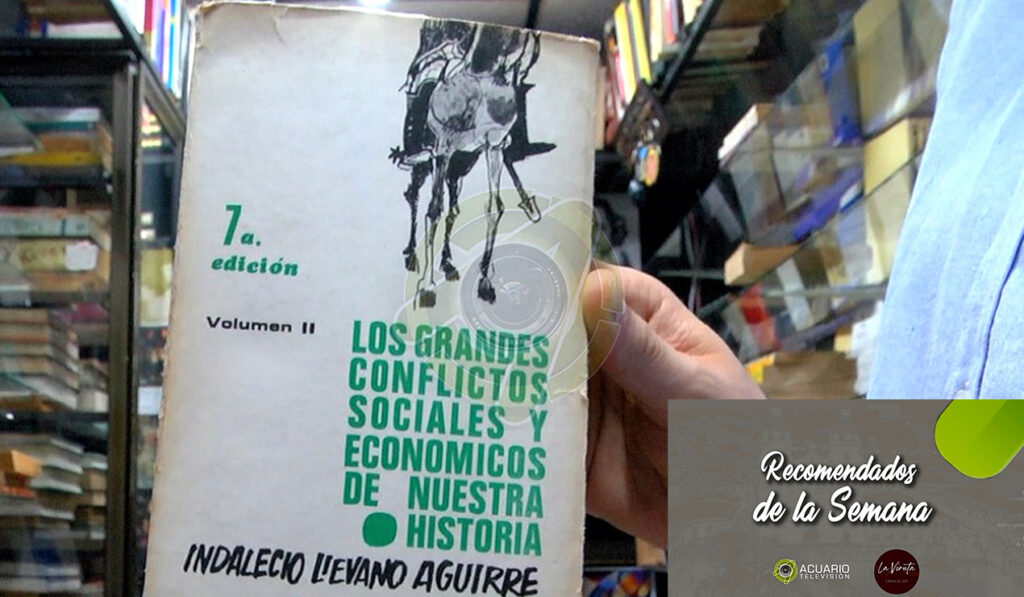 7a.
edición
Volumen II
LOS GRANDES
CONFLICTOS
SOCIALES Y
ECONOMICOS
DE NUESTRA
HISTORIA
INDALECIO LIEVANO AGUIRRE
Recomendados
de la Semana
ACUARIO
TELEVISIÓN
La Viruta